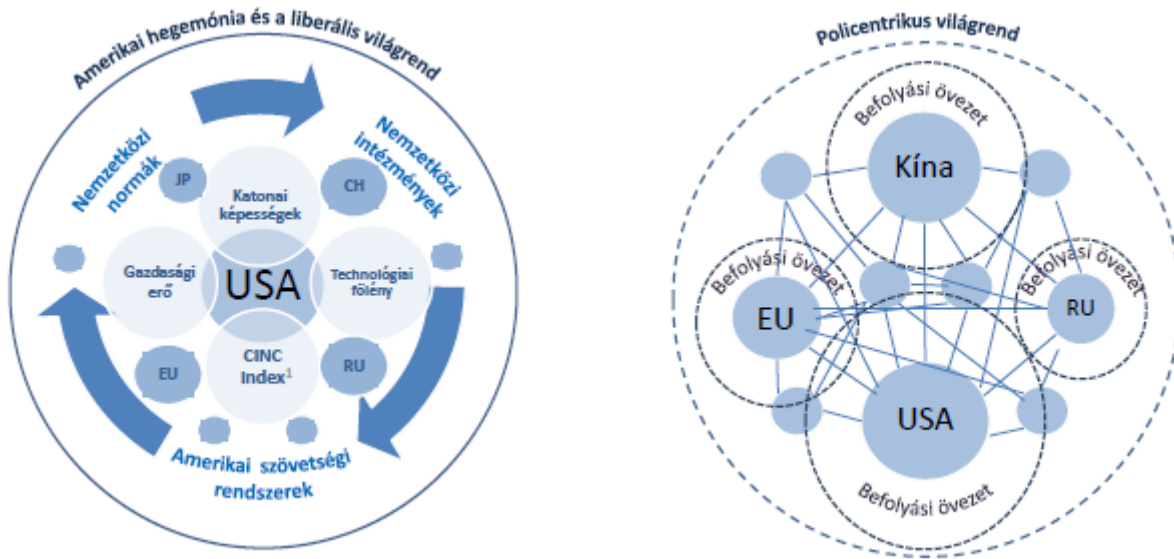 Amerikai hegemónia és a liberális világrend
Nemzetközi
normák
Nemzetközi
intézmények
JP
CH
Katonai
képességek
Gazdasági
erő
USA
Technológiai
fölény
CINC
Index¹
EU
RU
Amerikai szövetségi
rendszerek
Policentrikus világrend
Befolyási övezet
Kína
Befolyási övezet
EU
Befolyási övezet
RU
USA
Befolyási övezet